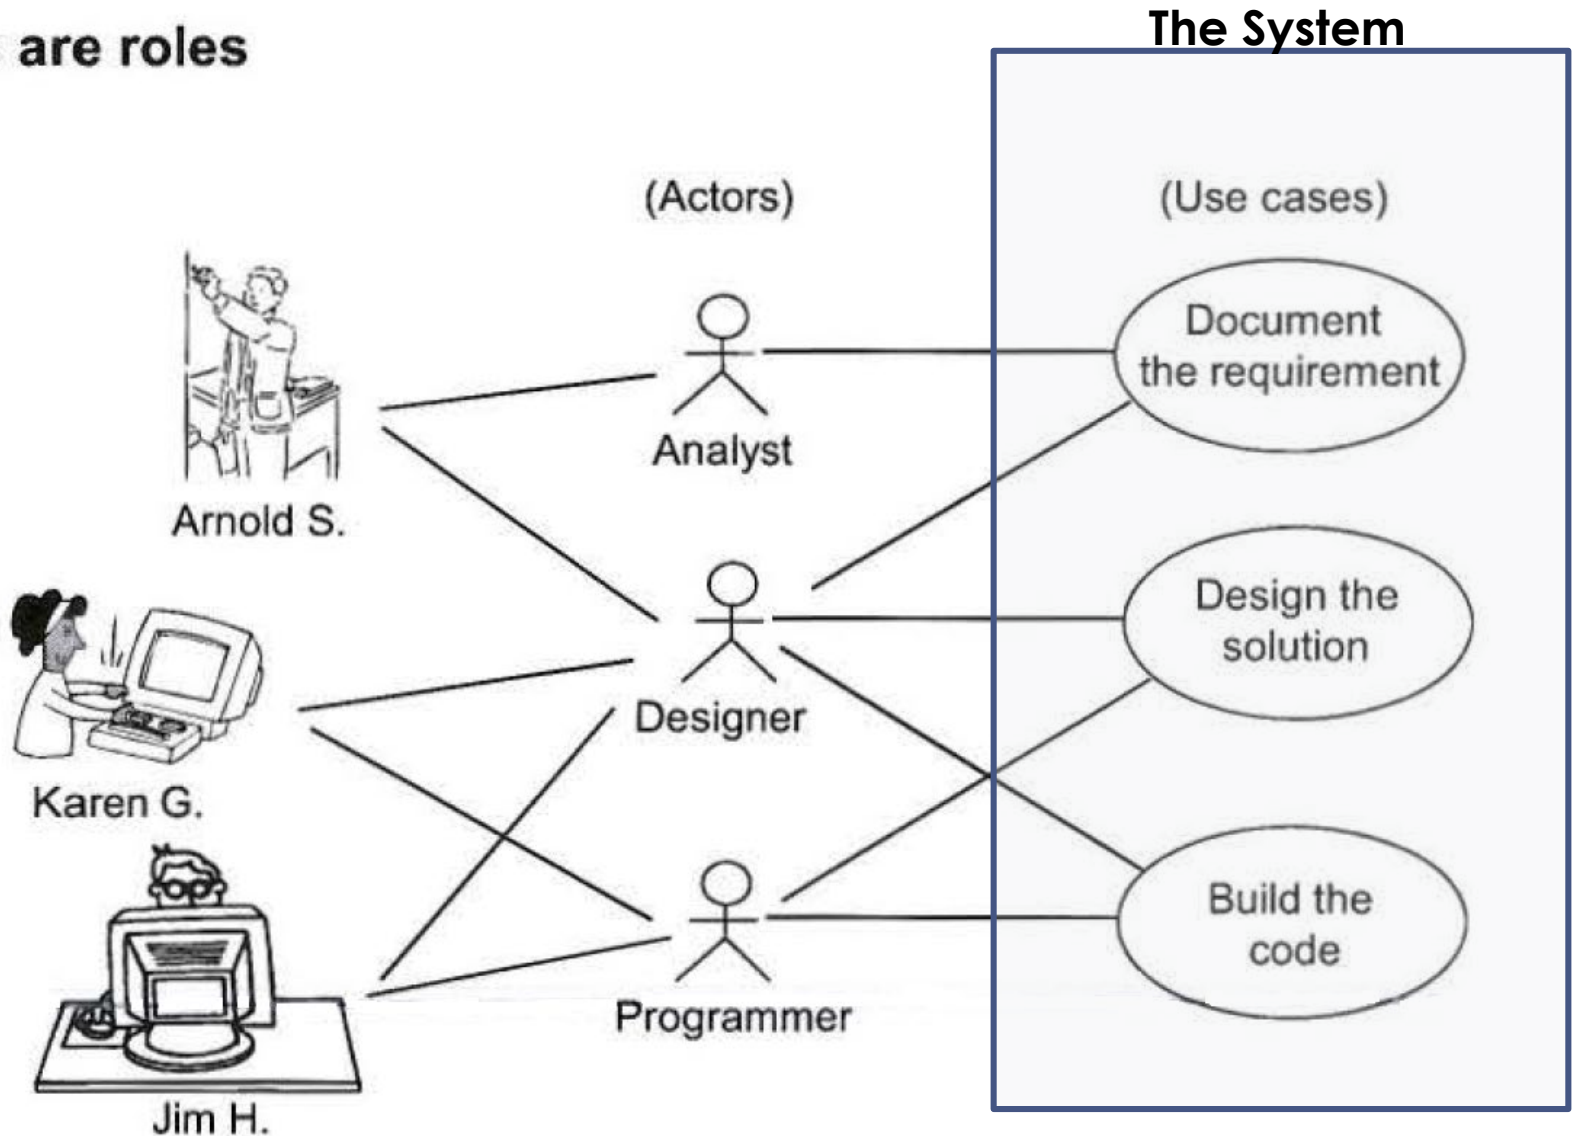 are roles
The System
(Actors)
(Use cases)
Document
the requirement
Analyst
Arnold S.
Design the
solution
Designer
Karen G.
Build the
code
Programmer
Jim H.